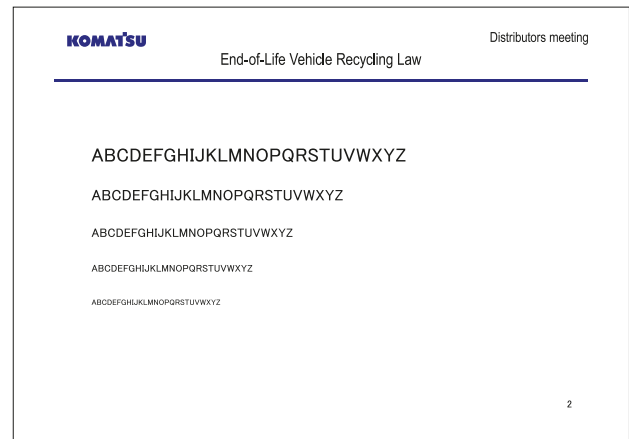 KOMATSU
Distributors meeting
End-of-Life Vehicle Recycling Law
ABCDEFGHIJKLMNOPQRSTUVWXYZ
ABCDEFGHIJKLMNOPQRSTUVWXYZ
ABCDEFGHIJKLMNOPQRSTUVWXYZ
ABCDEFGHIJKLMNOPQRSTUVWXYZ
ABCDEFGHIJKLMNOPQRSTUVWXYZ
2